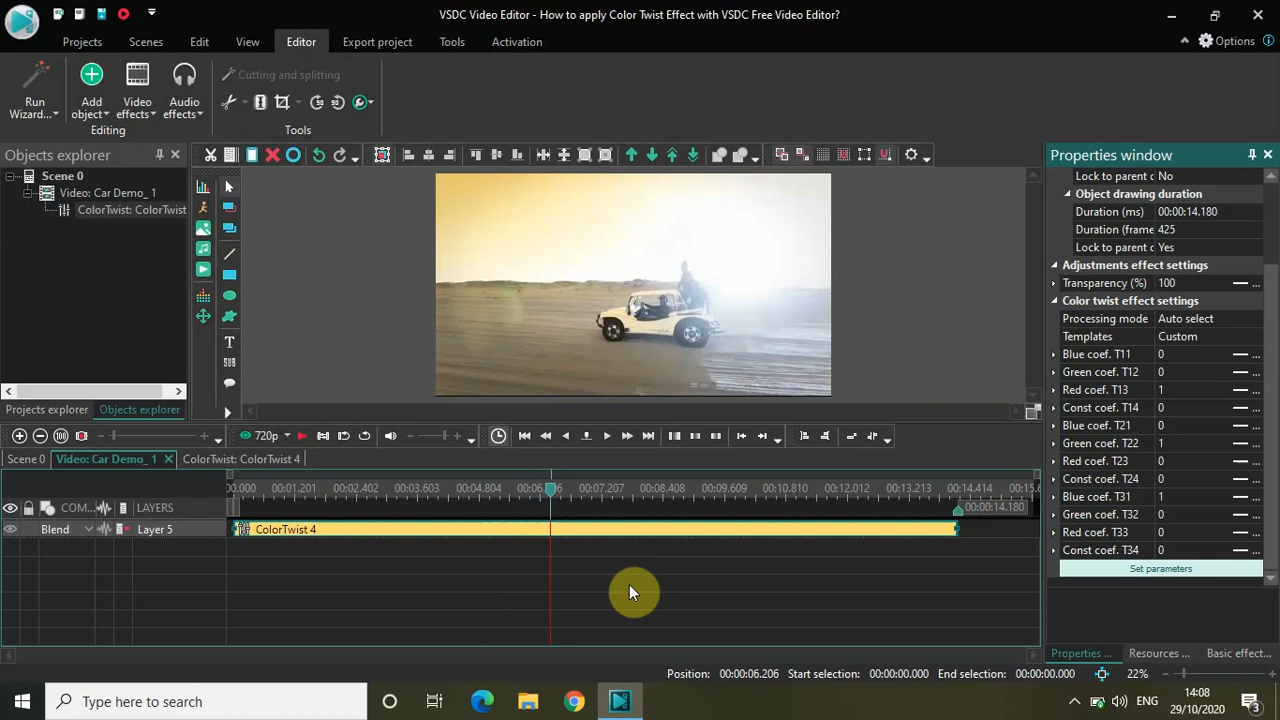 VSDC Video Editor - How to apply Color Twist Effect with VSDC Free Video Editor?
Projects Scenes Edit View Editor Export project Tools Activation
Options
Run Wizard...
Add object
Video effects
Audio effects
Editing
Cutting and splitting
Tools
Objects explorer
Scene 0
Video: Car Demo_ 1
ColorTwist: ColorTwist
Projects explorer Objects explorer
Properties window
Lock to parent c No
Object drawing duration
Duration (ms) 00:00:14.180
Duration (frame 425
Lock to parent c Yes
Adjustments effect settings
Transparency (%) 100 ...
Color twist effect settings
Processing mode Auto select
Templates Custom
Blue coef. T11 0 ...
Green coef. T12 0 ...
Red coef. T13 1 ...
Const coef. T14 0 ...
Blue coef. T21 0 ...
Green coef. T22 1 ...
Red coef. T23 0 ...
Const coef. T24 0 ...
Blue coef. T31 1 ...
Green coef. T32 0 ...
Red coef. T33 0 ...
Const coef. T34 0 ...
Set parameters
Properties ... Resources ... Basic effect...
720p
Scene 0 Video: Car Demo_ 1 ColorTwist: ColorTwist 4
00:01.201 00:02.402 00:03.603 00:04.804 00:07.207 00:08.408 00:09.609 00:10.810 00:12.012 00:13.213 00:14.414
COM... LAYERS
00:00:14.180
Blend Layer 5 ColorTwist 4
Position: 00:00:06.206 Start selection: 00:00:00.000 End selection: 00:00:00.000 22%
Type here to search
ENG
14:08
29/10/2020
3